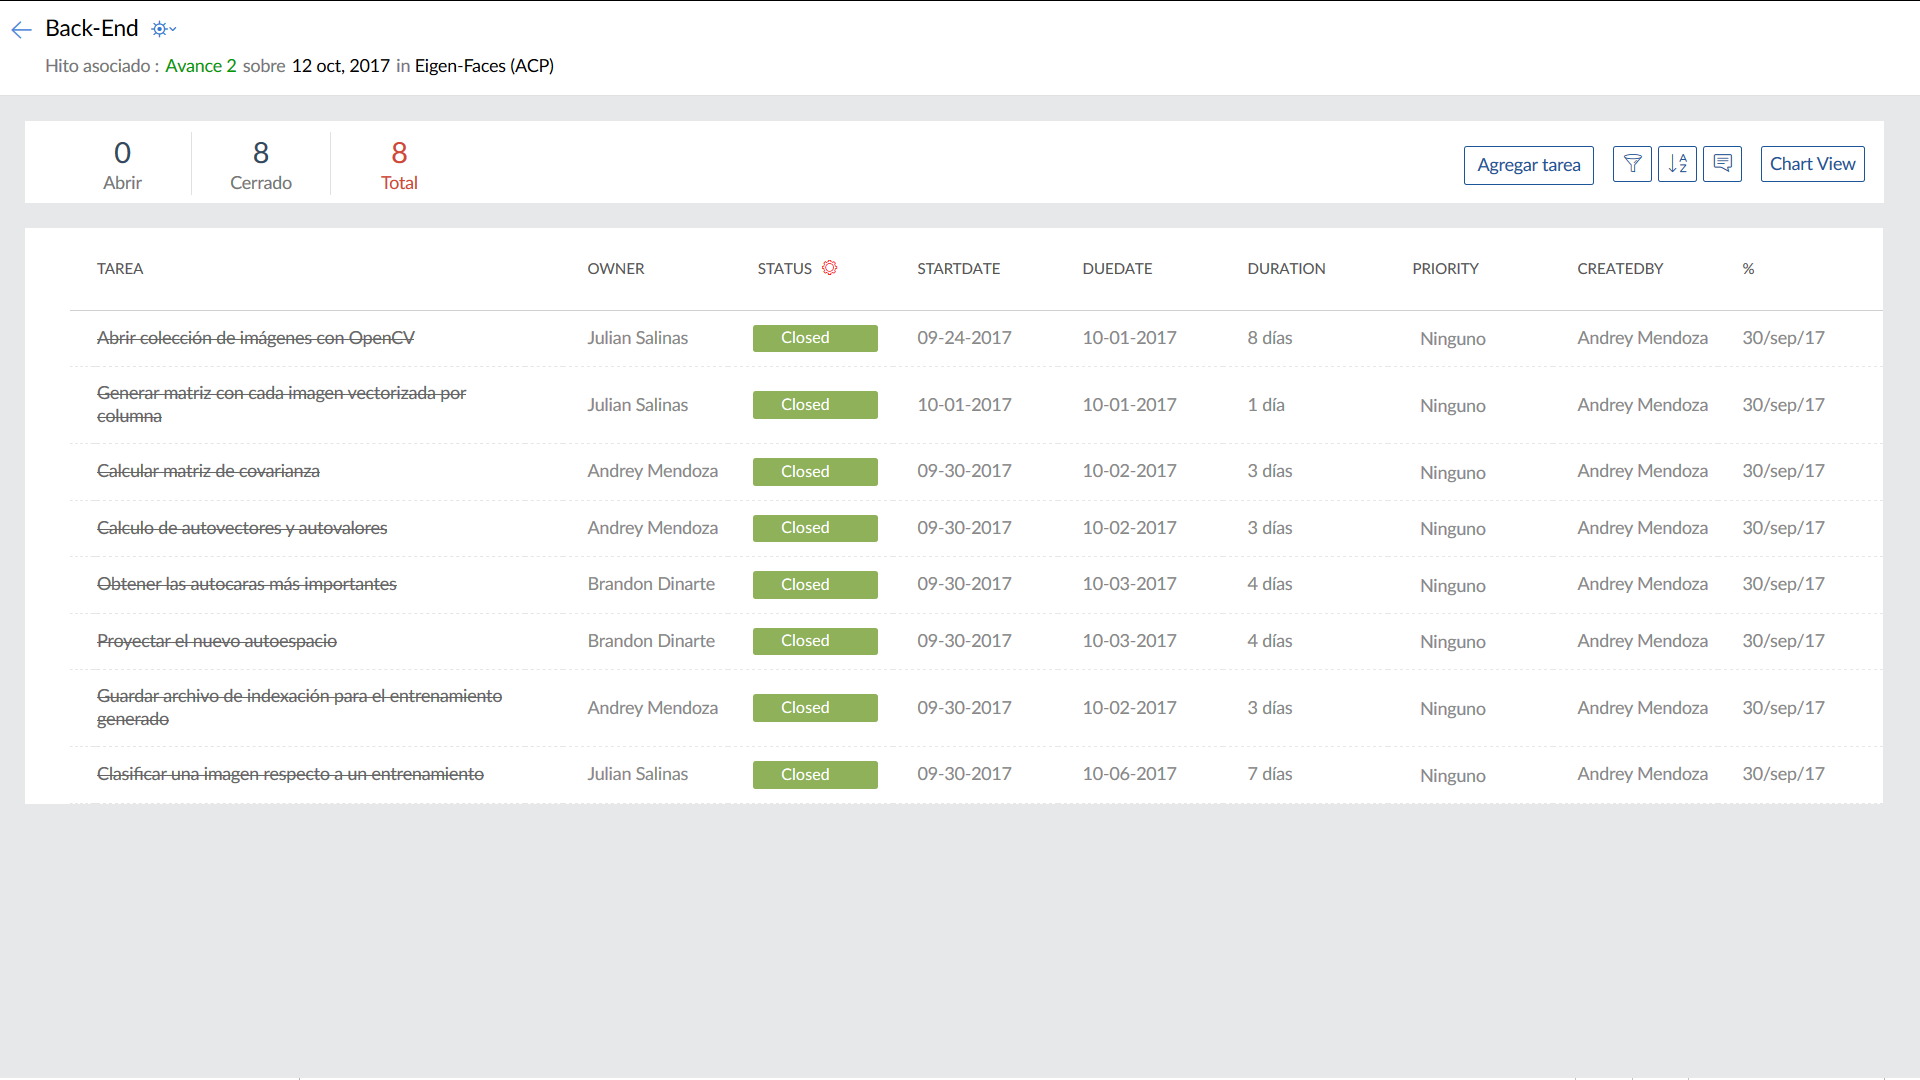 Back-End
Hito asociado : Avance 2 sobre 12 oct, 2017 in Eigen-Faces (ACP)
0 8 8
Abrir Cerrado Total
Agregar tarea A Z Chart View
TAREA OWNER STATUS STARTDATE DUEDATE DURATION PRIORITY CREATEDBY %
Abrir colección de imágenes con OpenCV Julian Salinas Closed 09-24-2017 10-01-2017 8 días Ninguno Andrey Mendoza 30/sep/17
Generar matriz con cada imagen vectorizada por
columna Julian Salinas Closed 10-01-2017 10-01-2017 1 día Ninguno Andrey Mendoza 30/sep/17
Calcular matriz de covarianza Andrey Mendoza Closed 09-30-2017 10-02-2017 3 días Ninguno Andrey Mendoza 30/sep/17
Calculo de autovectores y autovalores Andrey Mendoza Closed 09-30-2017 10-02-2017 3 días Ninguno Andrey Mendoza 30/sep/17
Obtener las autocaras más importantes Brandon Dinarte Closed 09-30-2017 10-03-2017 4 días Ninguno Andrey Mendoza 30/sep/17
Proyectar el nuevo autoespacio Brandon Dinarte Closed 09-30-2017 10-03-2017 4 días Ninguno Andrey Mendoza 30/sep/17
Guardar archivo de indexación para el entrenamiento
generado Andrey Mendoza Closed 09-30-2017 10-02-2017 3 días Ninguno Andrey Mendoza 30/sep/17
Clasificar una imagen respecto a un entrenamiento Julian Salinas Closed 09-30-2017 10-06-2017 7 días Ninguno Andrey Mendoza 30/sep/17